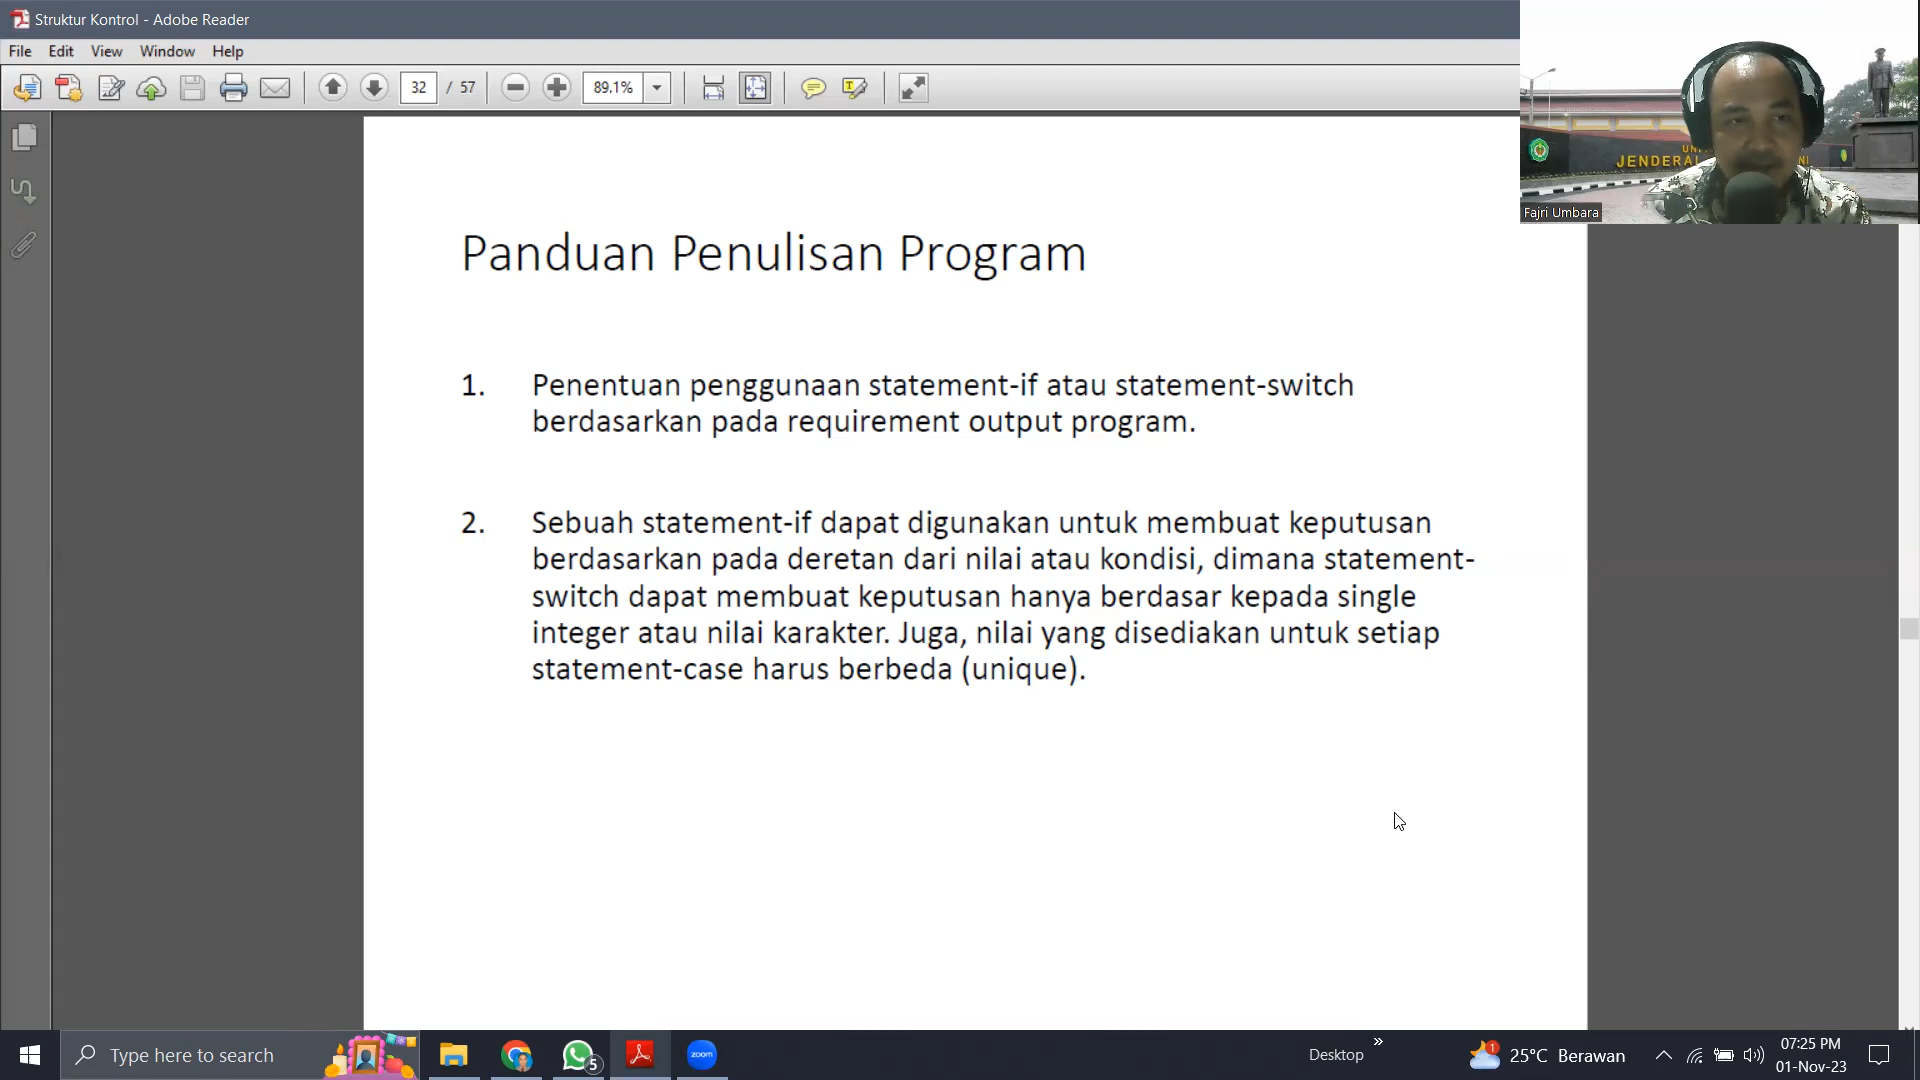 Struktur Kontrol - Adobe Reader
File Edit View Window Help
32 / 57 89.1%
JENDERAL
NI
Fajri Umbara
Panduan Penulisan Program
1. Penentuan penggunaan statement-if atau statement-switch
berdasarkan pada requirement output program.
2. Sebuah statement-if dapat digunakan untuk membuat keputusan
berdasarkan pada deretan dari nilai atau kondisi, dimana statement-
switch dapat membuat keputusan hanya berdasar kepada single
integer atau nilai karakter. Juga, nilai yang disediakan untuk setiap
statement-case harus berbeda (unique).
Type here to search
5
zoom
Desktop »
1
25°C Berawan
07:25 PM
01-Nov-23